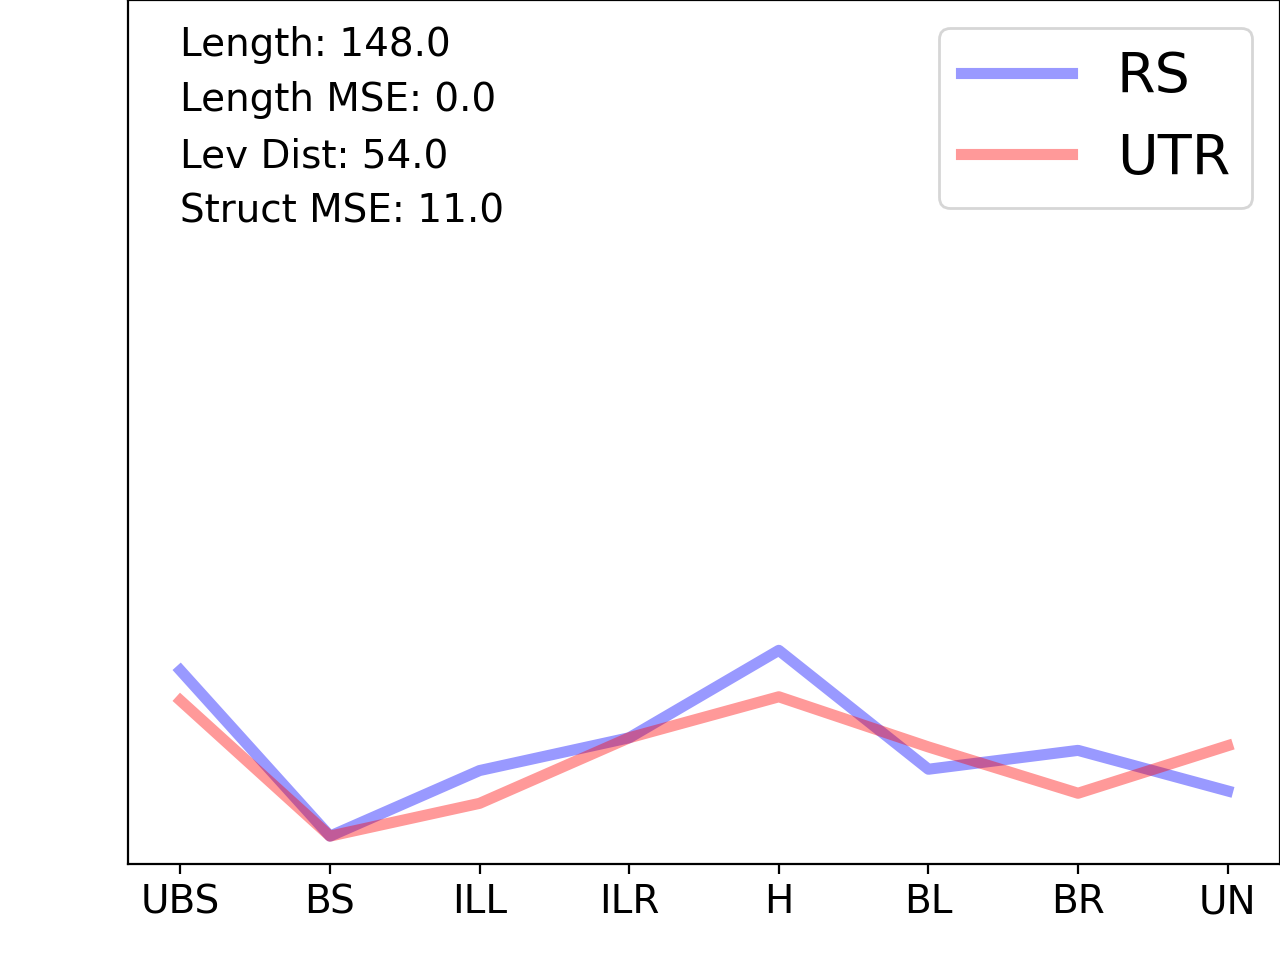 Length: 148.0
Length MSE: 0.0
Lev Dist: 54.0
Struct MSE: 11.0
RS
UTR
UBS BS ILL ILR H BL BR UN